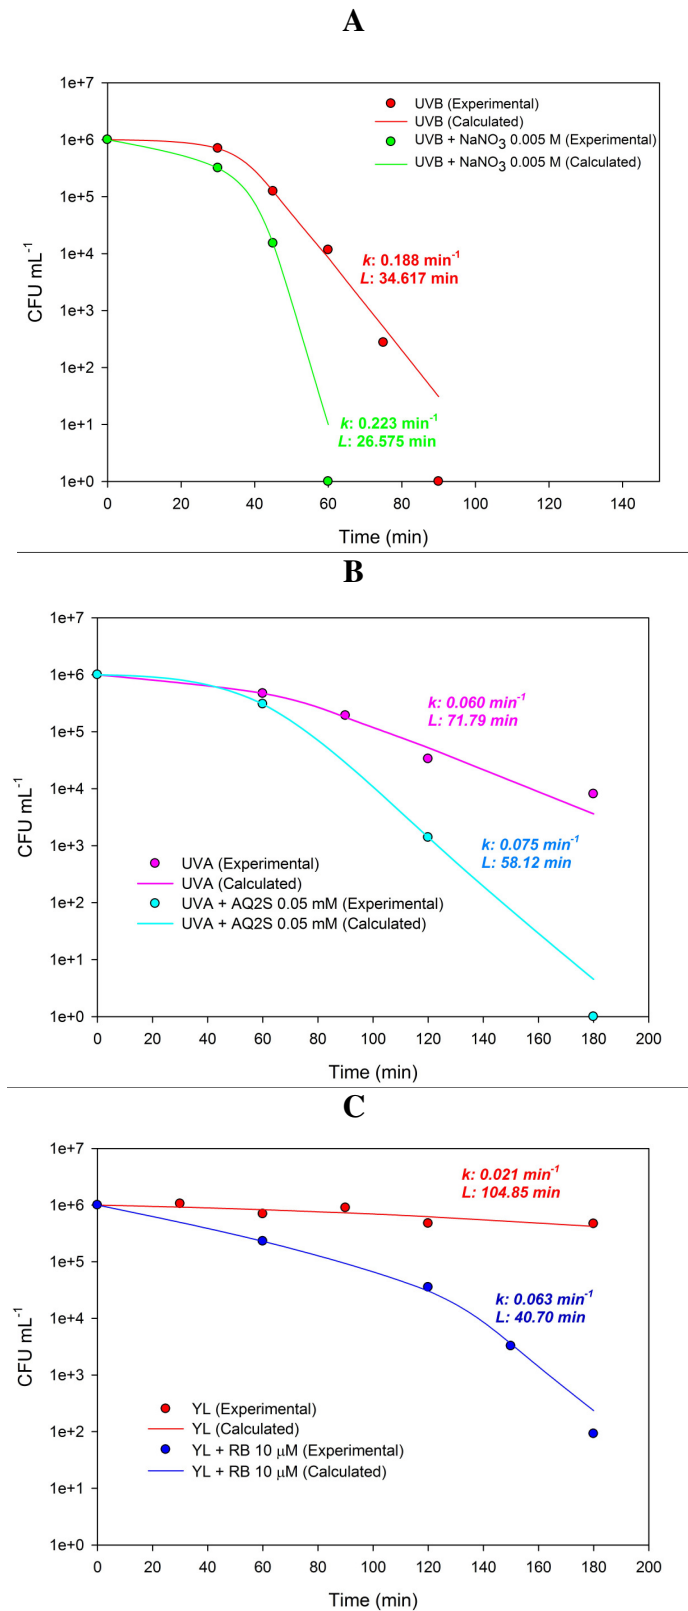 A
1e+7
1e+6
1e+5
1e+4
1e+3
1e+2
1e+1
1e+0
CFU mL⁻¹
UVB (Experimental)
UVB (Calculated)
UVB + NaNO₃ 0.005 M (Experimental)
UVB + NaNO₃ 0.005 M (Calculated)
k: 0.188 min⁻¹
L: 34.617 min
k: 0.223 min⁻¹
L: 26.575 min
0 20 40 60 80 100 120 140
Time (min)
B
1e+7
1e+6
1e+5
1e+4
1e+3
1e+2
1e+1
1e+0
CFU mL⁻¹
k: 0.060 min⁻¹
L: 71.79 min
k: 0.075 min⁻¹
L: 58.12 min
UVA (Experimental)
UVA (Calculated)
UVA + AQ2S 0.05 mM (Experimental)
UVA + AQ2S 0.05 mM (Calculated)
0 20 40 60 80 100 120 140 160 180 200
Time (min)
C
1e+7
1e+6
1e+5
1e+4
1e+3
1e+2
1e+1
1e+0
CFU mL⁻¹
k: 0.021 min⁻¹
L: 104.85 min
k: 0.063 min⁻¹
L: 40.70 min
YL (Experimental)
YL (Calculated)
YL + RB 10 μM (Experimental)
YL + RB 10 μM (Calculated)
0 20 40 60 80 100 120 140 160 180 200
Time (min)